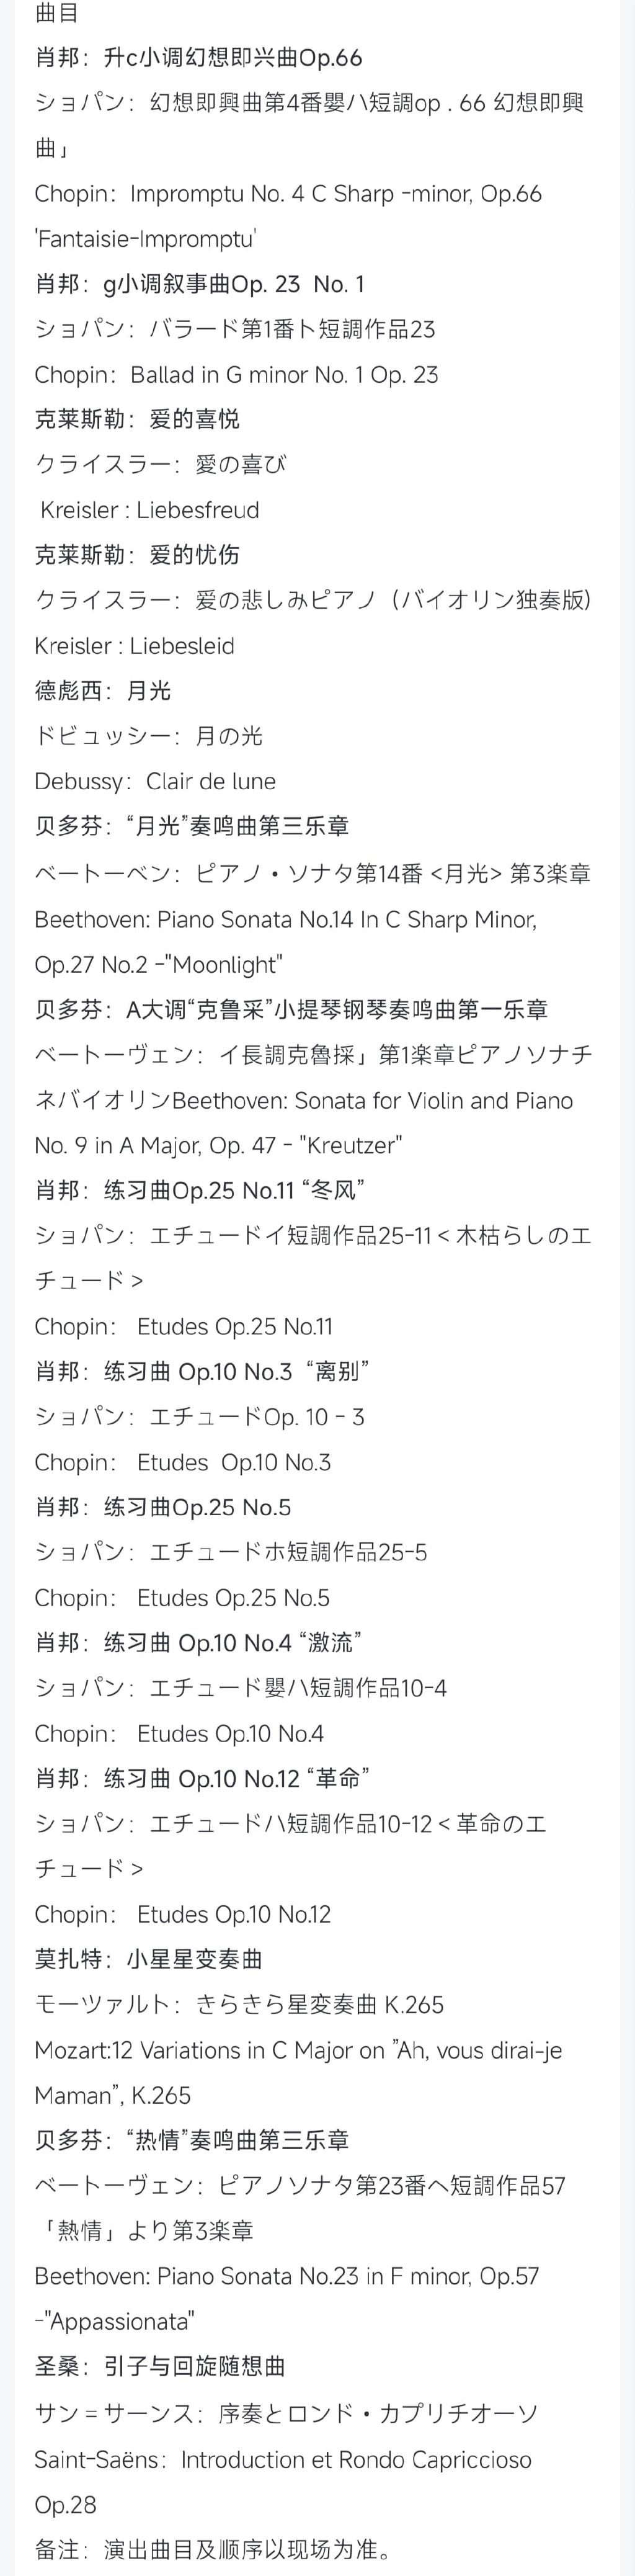 曲目
肖邦：升c小调幻想即兴曲Op.66
ショパン：幻想即興曲第4番嬰ハ短調op . 66 幻想即興
曲」
Chopin：Impromptu No. 4 C Sharp -minor, Op.66
'Fantaisie-Impromptu'
肖邦：g小调叙事曲Op. 23  No. 1
ショパン：バラード第1番ト短調作品23
Chopin：Ballad in G minor No. 1 Op. 23
克莱斯勒：爱的喜悦
クライスラー：愛の喜び
Kreisler : Liebesfreud
克莱斯勒：爱的忧伤
クライスラー：爱の悲しみピアノ（バイオリン独奏版）
Kreisler : Liebesleid
德彪西：月光
ドビュッシー：月の光
Debussy：Clair de lune
贝多芬：“月光”奏鸣曲第三乐章
ベートーベン：ピアノ・ソナタ第14番 <月光> 第3楽章
Beethoven: Piano Sonata No.14 In C Sharp Minor,
Op.27 No.2 -"Moonlight"
贝多芬：A大调“克鲁采”小提琴钢琴奏鸣曲第一乐章
ベートーヴェン：イ長調克魯採」第1楽章ピアノソナチ
ネバイオリンBeethoven: Sonata for Violin and Piano
No. 9 in A Major, Op. 47 - "Kreutzer"
肖邦：练习曲Op.25 No.11 “冬风”
ショパン：エチュードイ短調作品25-11 < 木枯らしのエ
チュード >
Chopin： Etudes Op.25 No.11
肖邦：练习曲 Op.10 No.3  “离别”
ショパン：エチュードOp. 10 - 3
Chopin： Etudes  Op.10 No.3
肖邦：练习曲Op.25 No.5
ショパン：エチュードホ短調作品25-5
Chopin： Etudes Op.25 No.5
肖邦：练习曲 Op.10 No.4 “激流”
ショパン：エチュード嬰ハ短調作品10-4
Chopin： Etudes Op.10 No.4
肖邦：练习曲 Op.10 No.12 “革命”
ショパン：エチュードハ短調作品10-12 < 革命のエ
チュード >
Chopin： Etudes Op.10 No.12
莫扎特：小星星变奏曲
モーツァルト：きらきら星変奏曲 K.265
Mozart:12 Variations in C Major on ”Ah, vous dirai-je
Maman”, K.265
贝多芬：“热情”奏鸣曲第三乐章
ベートーヴェン：ピアノソナタ第23番ヘ短調作品57
「熱情」より第3楽章
Beethoven: Piano Sonata No.23 in F minor, Op.57
-"Appassionata"
圣桑：引子与回旋随想曲
サン = サーンス：序奏とロンド・カプリチオーソ
Saint-Saëns：Introduction et Rondo Capriccioso
Op.28
备注：演出曲目及顺序以现场为准。